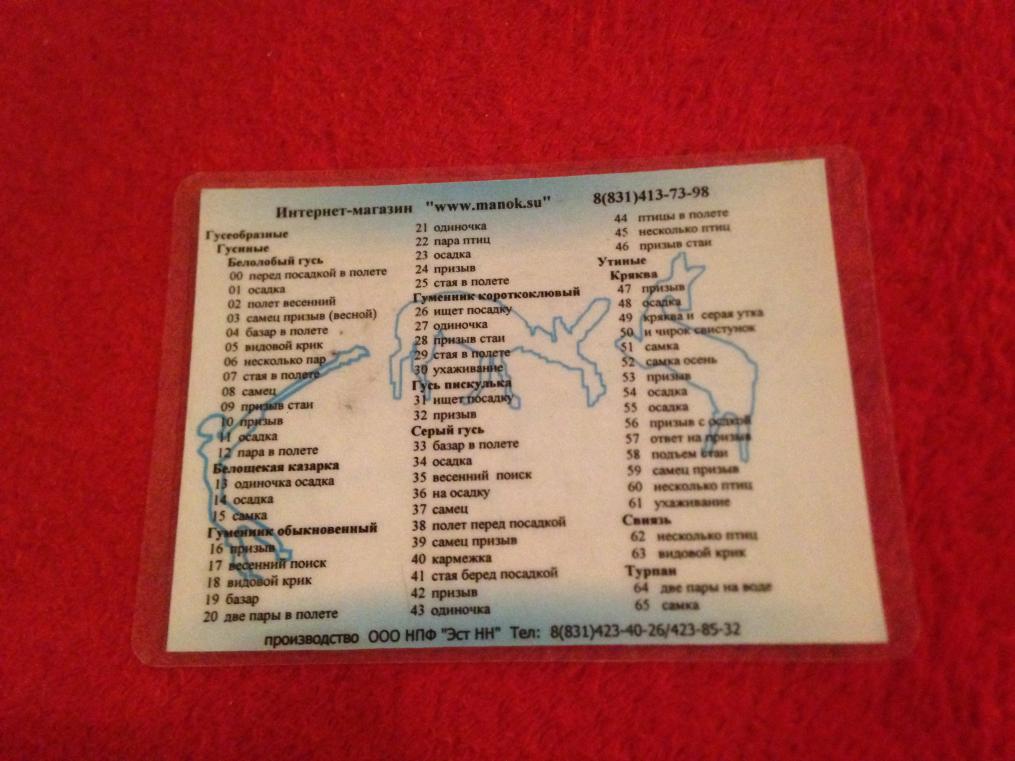 Интернет-магазин "www.manok.su" 8(831)413-73-98
Гусеобразные
Гусиные
Белолобый гусь
00 перед посадкой в полете
01 осадка
02 полет весенний
03 самец призыв (весной)
04 базар в полете
05 видовой крик
06 несколько пар
07 стая в полете
08 самец
09 призыв стаи
10 призыв
11 осадка
12 пара в полете
Белощекая казарка
13 одиночка осадка
14 осадка
15 самка
Гуменник обыкновенный
16 призыв
17 весенний поиск
18 видовой крик
19 базар
20 две пары в полете
21 одиночка
22 пара птиц
23 осадка
24 призыв
25 стая в полете
Гуменник короткоклювый
26 ищет посадку
27 одиночка
28 призыв стаи
29 стая в полете
30 ухаживание
Гусь пискулька
31 ищет посадку
32 призыв
Серый гусь
33 базар в полете
34 осадка
35 весенний поиск
36 на осадку
37 самец
38 полет перед посадкой
39 самец призыв
40 кармежка
41 стая беред посадкой
42 призыв
43 одиночка
44 птицы в полете
45 несколько птиц
46 призыв стаи
Утиные
Кряква
47 призыв
48 осадка
49 кряква и серая утка
50 и чирок свистунок
51 самка
52 самка осень
53 призыв
54 осадка
55 осадка
56 призыв с осадкой
57 ответ на призыв
58 подъем стаи
59 самец призыв
60 несколько птиц
61 ухаживание
Свиязь
62 несколько птиц
63 видовой крик
Турпан
64 две пары на воде
65 самка
производство ООО НПФ "Эст НН" Тел: 8(831)423-40-26/423-85-32